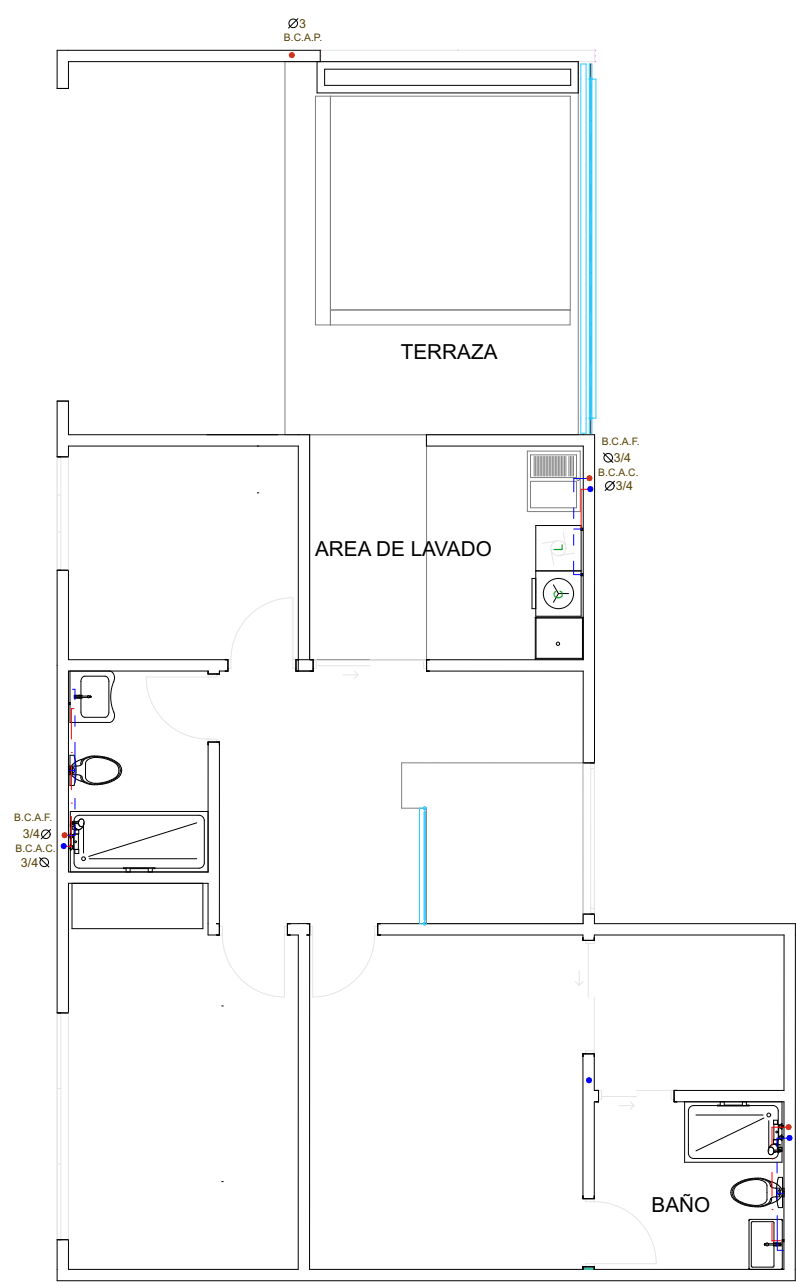 Ø3
B.C.A.P.
TERRAZA
B.C.A.F.
Ø3/4
B.C.A.C.
Ø3/4
AREA DE LAVADO
L
B.C.A.F.
3/4Ø
B.C.A.C.
3/4Ø
BAÑO